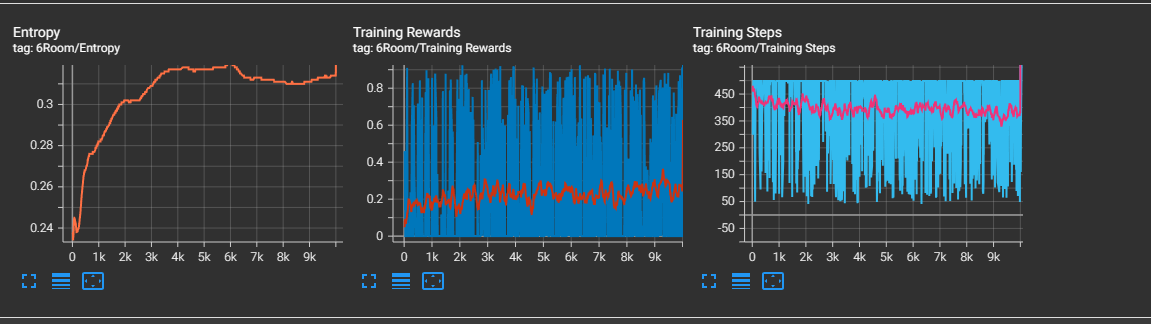 Entropy
tag: 6Room/Entropy
0.3
0.28
0.26
0.24
0 1k 2k 3k 4k 5k 6k 7k 8k 9k
Training Rewards
tag: 6Room/Training Rewards
0.8
0.6
0.4
0.2
0
0 1k 2k 3k 4k 5k 6k 7k 8k 9k
Training Steps
tag: 6Room/Training Steps
450
350
250
150
50
-50
0 1k 2k 3k 4k 5k 6k 7k 8k 9k